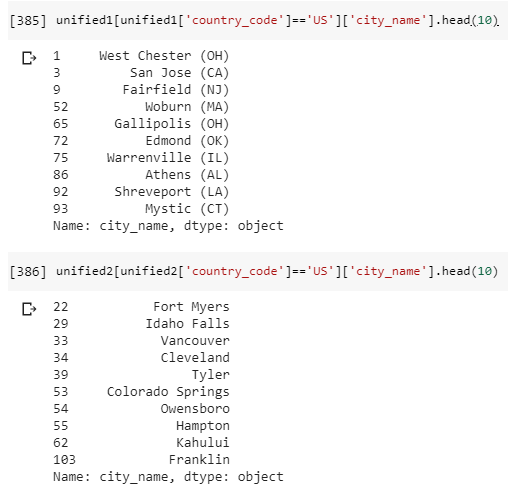 [385] unified1[unified1['country_code']=='US']['city_name'].head(10)
1 West Chester (OH)
3 San Jose (CA)
9 Fairfield (NJ)
52 Woburn (MA)
65 Gallipolis (OH)
72 Edmond (OK)
75 Warrenville (IL)
86 Athens (AL)
92 Shreveport (LA)
93 Mystic (CT)
Name: city_name, dtype: object
[386] unified2[unified2['country_code']=='US']['city_name'].head(10)
22 Fort Myers
29 Idaho Falls
33 Vancouver
34 Cleveland
39 Tyler
53 Colorado Springs
54 Owensboro
55 Hampton
62 Kahului
103 Franklin
Name: city_name, dtype: object